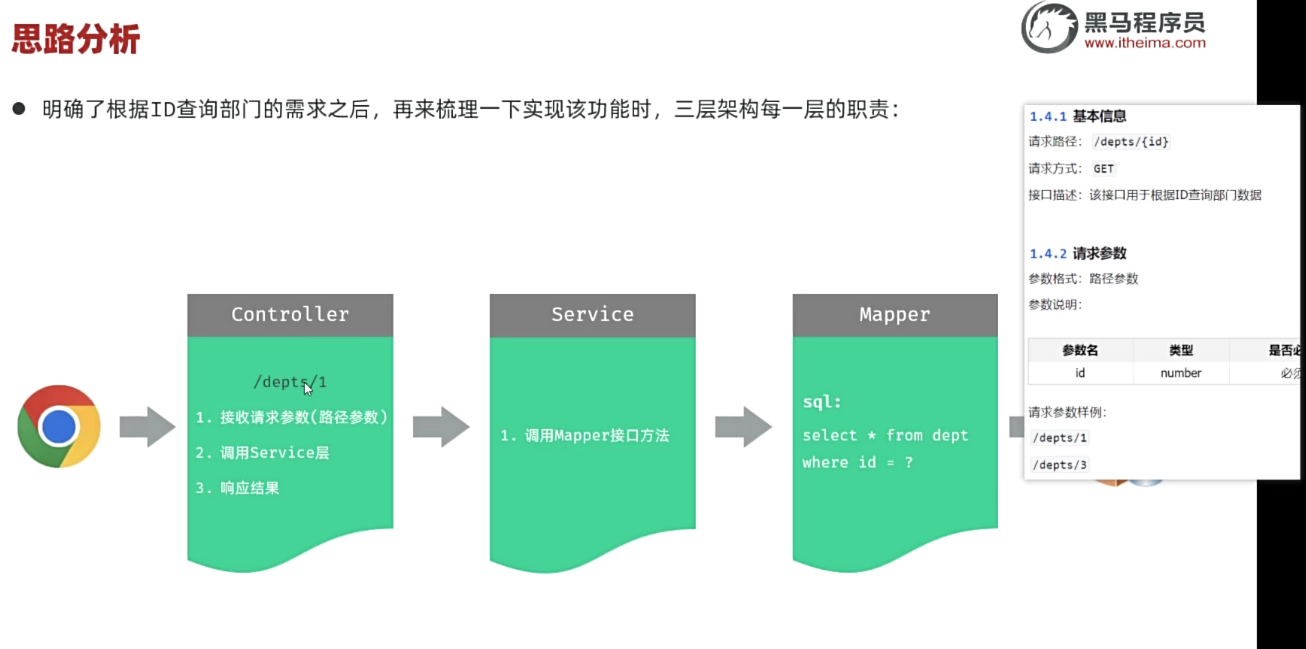 思路分析
黑马程序员
www.itheima.com
明确了根据ID查询部门的需求之后，再来梳理一下实现该功能时，三层架构每一层的职责：
Controller
/depts/1
1. 接收请求参数(路径参数)
2. 调用Service层
3. 响应结果
Service
1. 调用Mapper接口方法
Mapper
sql:
select * from dept
where id = ?
1.4.1 基本信息
请求路径： /depts/{id}
请求方式： GET
接口描述：该接口用于根据ID查询部门数据
1.4.2 请求参数
参数格式：路径参数
参数说明：
参数名 类型 是否
id number 必
请求参数样例：
/depts/1
/depts/3